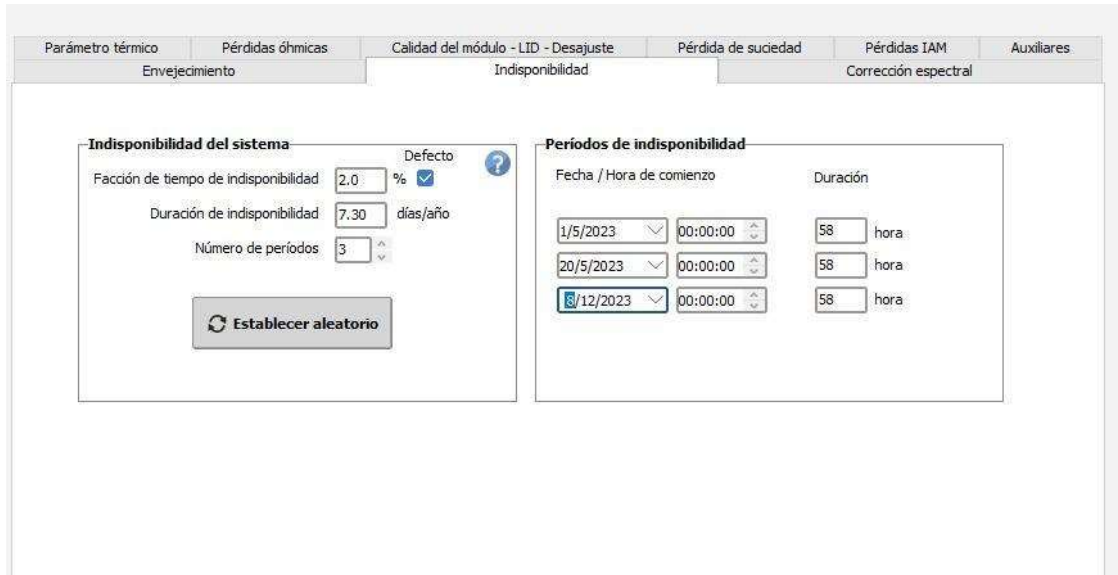 Parámetro térmico Pérdidas óhmicas Calidad del módulo - LID - Desajuste Pérdida de suciedad Pérdidas IAM Auxiliares
Envejecimiento Indisponibilidad Corrección espectral
Indisponibilidad del sistema
Defecto
Facción de tiempo de indisponibilidad 2.0 %
Duración de indisponibilidad 7.30 días/año
Número de períodos 3
Establecer aleatorio
Períodos de indisponibilidad
Fecha / Hora de comienzo Duración
1/5/2023 00:00:00 58 hora
20/5/2023 00:00:00 58 hora
8/12/2023 00:00:00 58 hora